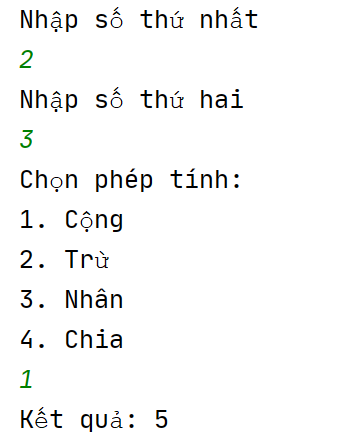 Nhập số thứ nhất
2
Nhập số thứ hai
3
Chọn phép tính:
1. Cộng
2. Trừ
3. Nhân
4. Chia
1
Kết quả: 5